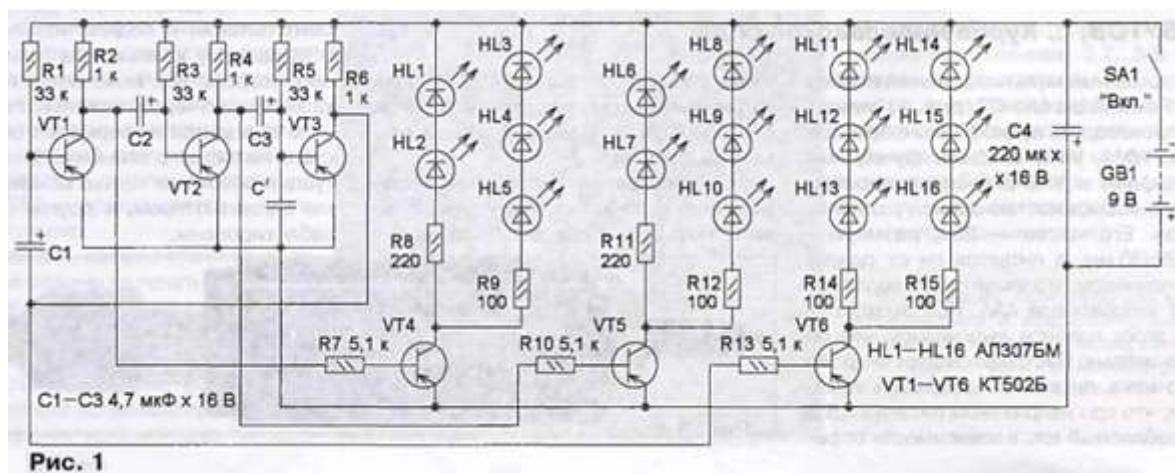 R1
33 к
R2
1 к
R3
33 к
R4
1 к
R5
33 к
R6
1 к
VT1
C2
C3
VT3
VT2
C
C1
HL1
HL2
HL3
HL4
HL5
R8
220
R9
100
HL6
HL7
R11
220
HL8
HL9
HL10
R12
100
HL11
HL12
HL13
R14
100
HL14
HL15
HL16
R15
100
C4
220 мк х
х 16 В
SA1
"Вкл."
GB1
9 В
R7 5,1 к
VT4
R10 5,1 к
VT5
R13 5,1 к
VT6
HL1—HL16 АЛ307БМ
VT1—VT6 КТ502Б
C1—C3 4,7 мкФ х 16 В
Рис. 1